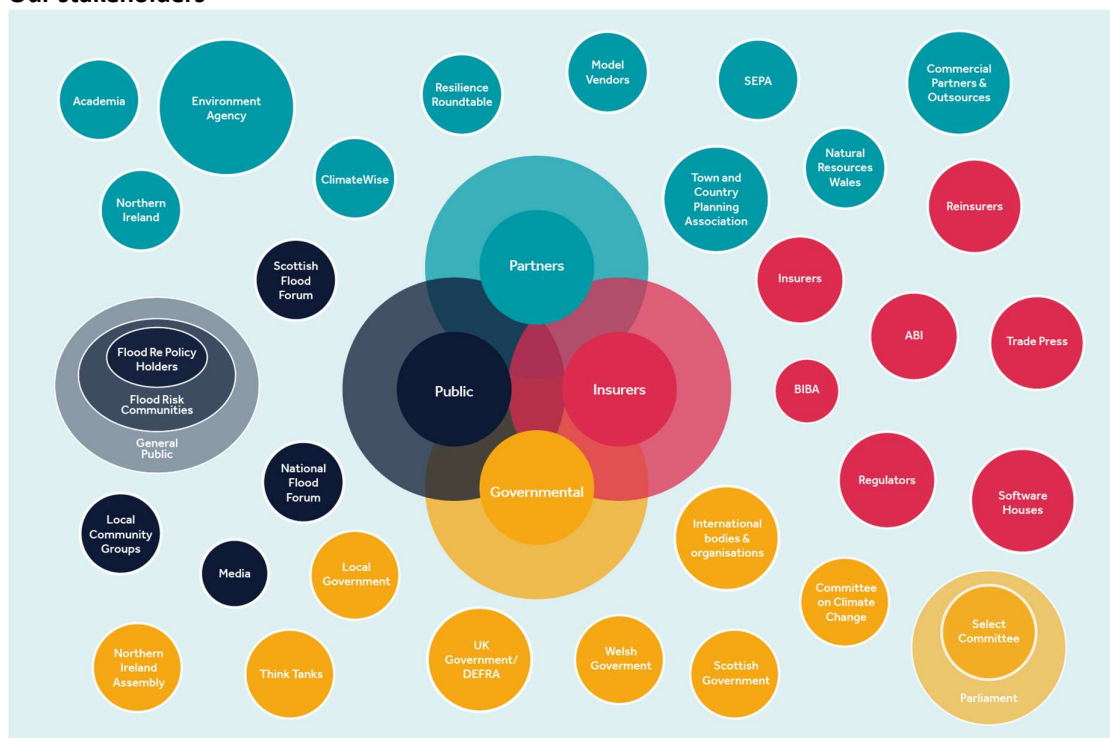 Our stakeholders
Academia
Environment
Agency
Resilience
Roundtable
Model
Vendors
SEPA
Commercial
Partners &
Outsources
Northern
Ireland
ClimateWise
Town and
Country
Planning
Association
Natural
Resources
Wales
Reinsurers
Scottish
Flood
Forum
Partners
Insurers
ABI
Trade Press
Flood Re Policy
Holders
Flood Risk
Communities
General
Public
Public
Insurers
BIBA
National
Flood
Forum
Governmental
Regulators
Software
Houses
Local
Community
Groups
Media
Local
Government
International
bodies &
organisations
Committee
on Climate
Change
Select
Committee
Parliament
Northern
Ireland
Assembly
Think Tanks
UK
Government/
DEFRA
Welsh
Goverment
Scottish
Government